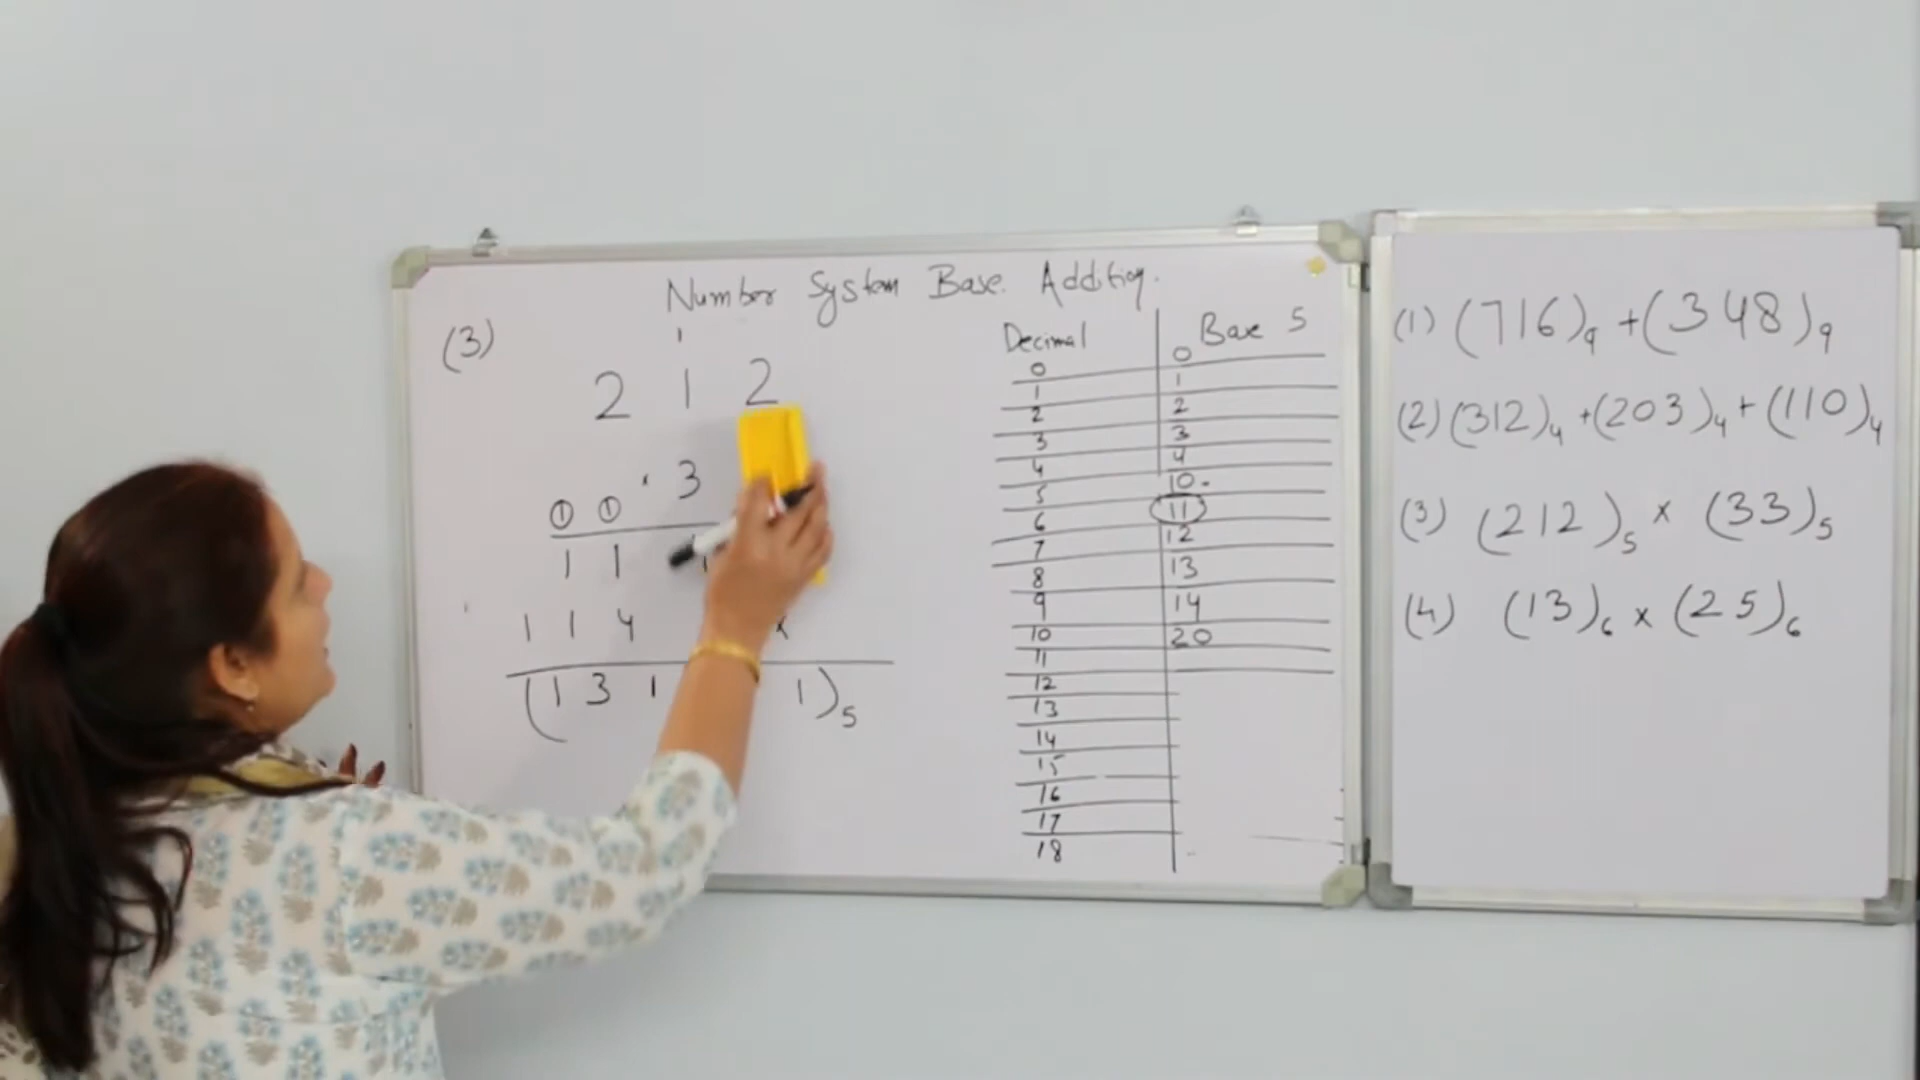 Number System Base. Addition.
(3)
1
2 1 2
× 3
1 1
1 1
1 1 4 ×
(1 3 1 1)5
Decimal Base 5
0 0
1 1
2 2
3 3
4 4
5 10
6 11
7 12
8 13
9 14
10 20
11
12
13
14
15
16
17
18
(1) (716)9 + (348)9
(2) (312)4 + (203)4 + (110)4
(3) (212)5 × (33)5
(4) (13)6 × (25)6